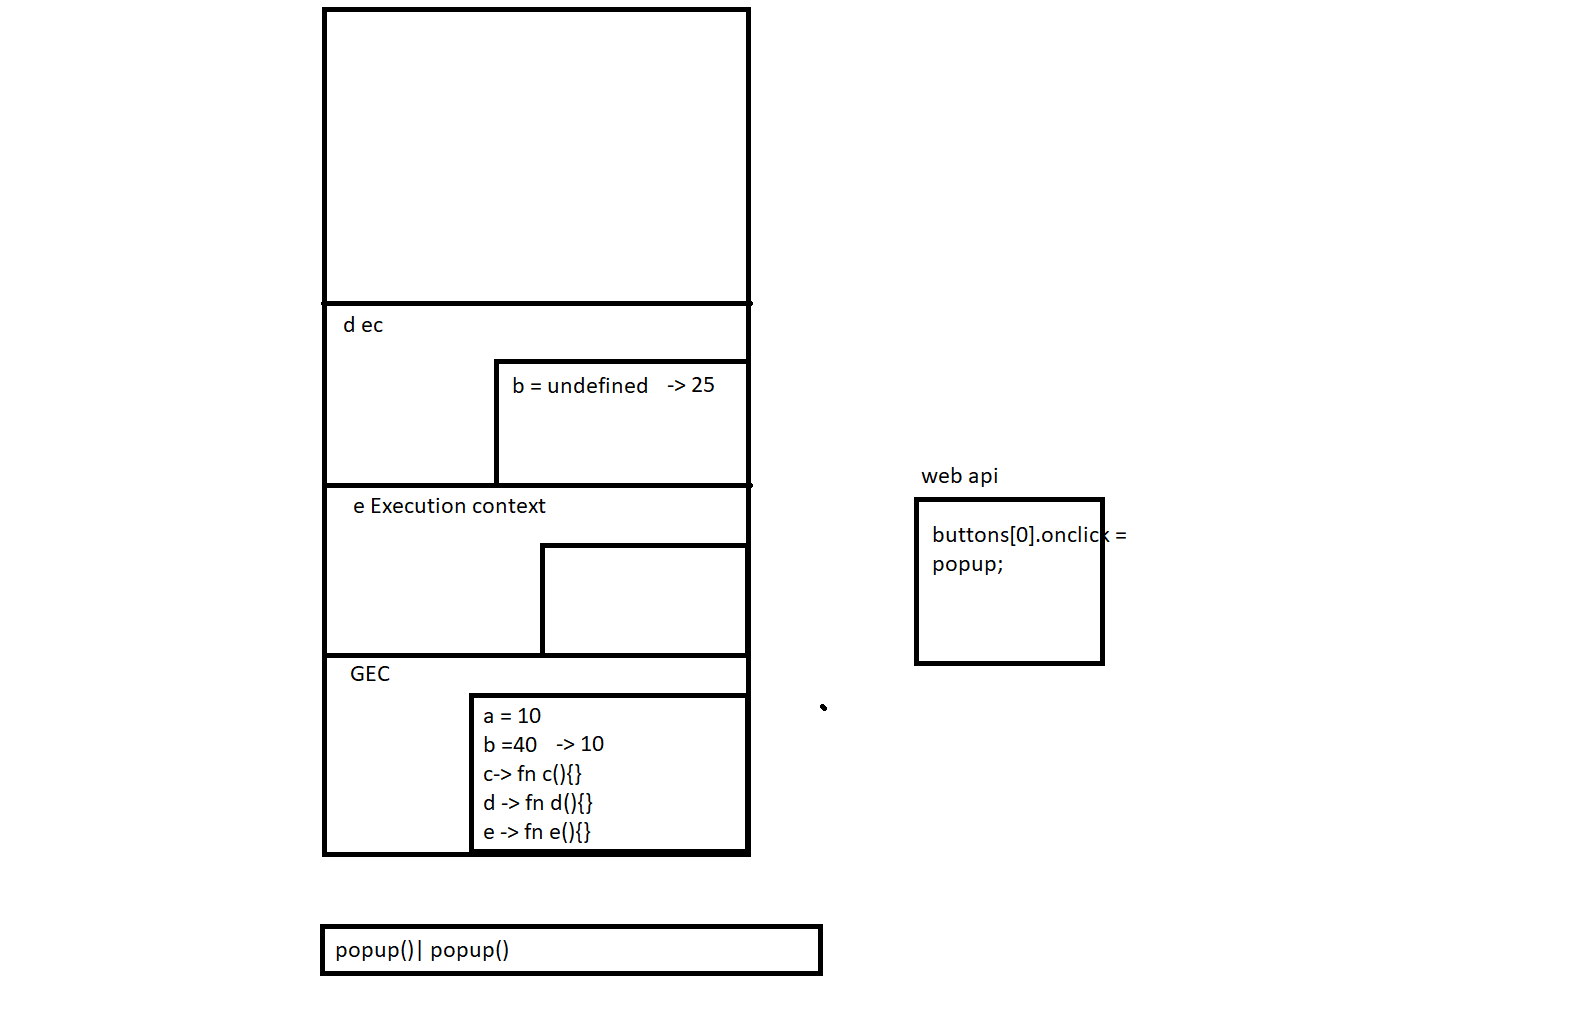 d ec
b = undefined -> 25
e Execution context
web api
buttons[0].onclick =
popup;
GEC
a = 10
b =40 -> 10
c-> fn c(){}
d -> fn d(){}
e -> fn e(){}
popup()| popup()